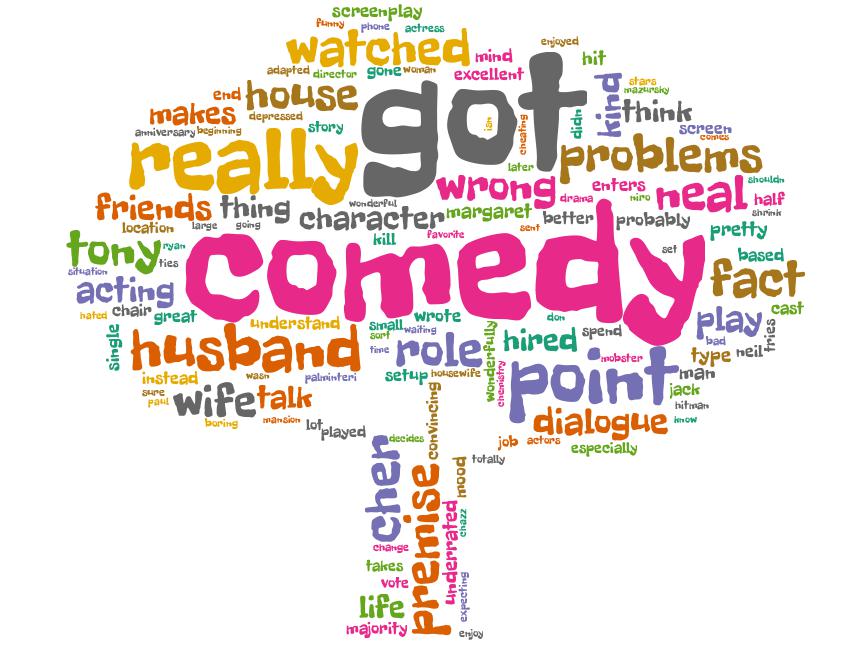 screenplay
funny
phone
actress
watched
mind
enjoyed
hit
adapted
director
gone
woman
excellent
end
house
got
kind
stars
mazursky
makes
depressed
isn
cheating
didn
think
anniversary
beginning
story
screen
comes
really
later
problems
wrong
enters
neal
shouldn
friends
thing
wonderful
drama
niro
half
location
large
going
character
margaret
better
probably
shrink
tony
ryan
kill
favorite
sent
pretty
comedy
set
based
situation
ties
fact
acting
hated
chair
great
understand
small
wrote
don
play
cast
single
husband
sort
waiting
wonderfully
hired
spend
bad
tries
time
role
type
neil
instead
wasn
palminteri
setup
housewife
chemistry
point
mobster
man
sure
paul
wife
talk
jack
hitman
boring
mansion
lot
played
convincing
dialogue
know
cher
decides
job
actors
especially
premise
mood
totally
underrated
chazz
change
takes
vote
expecting
life
majority
enjoy